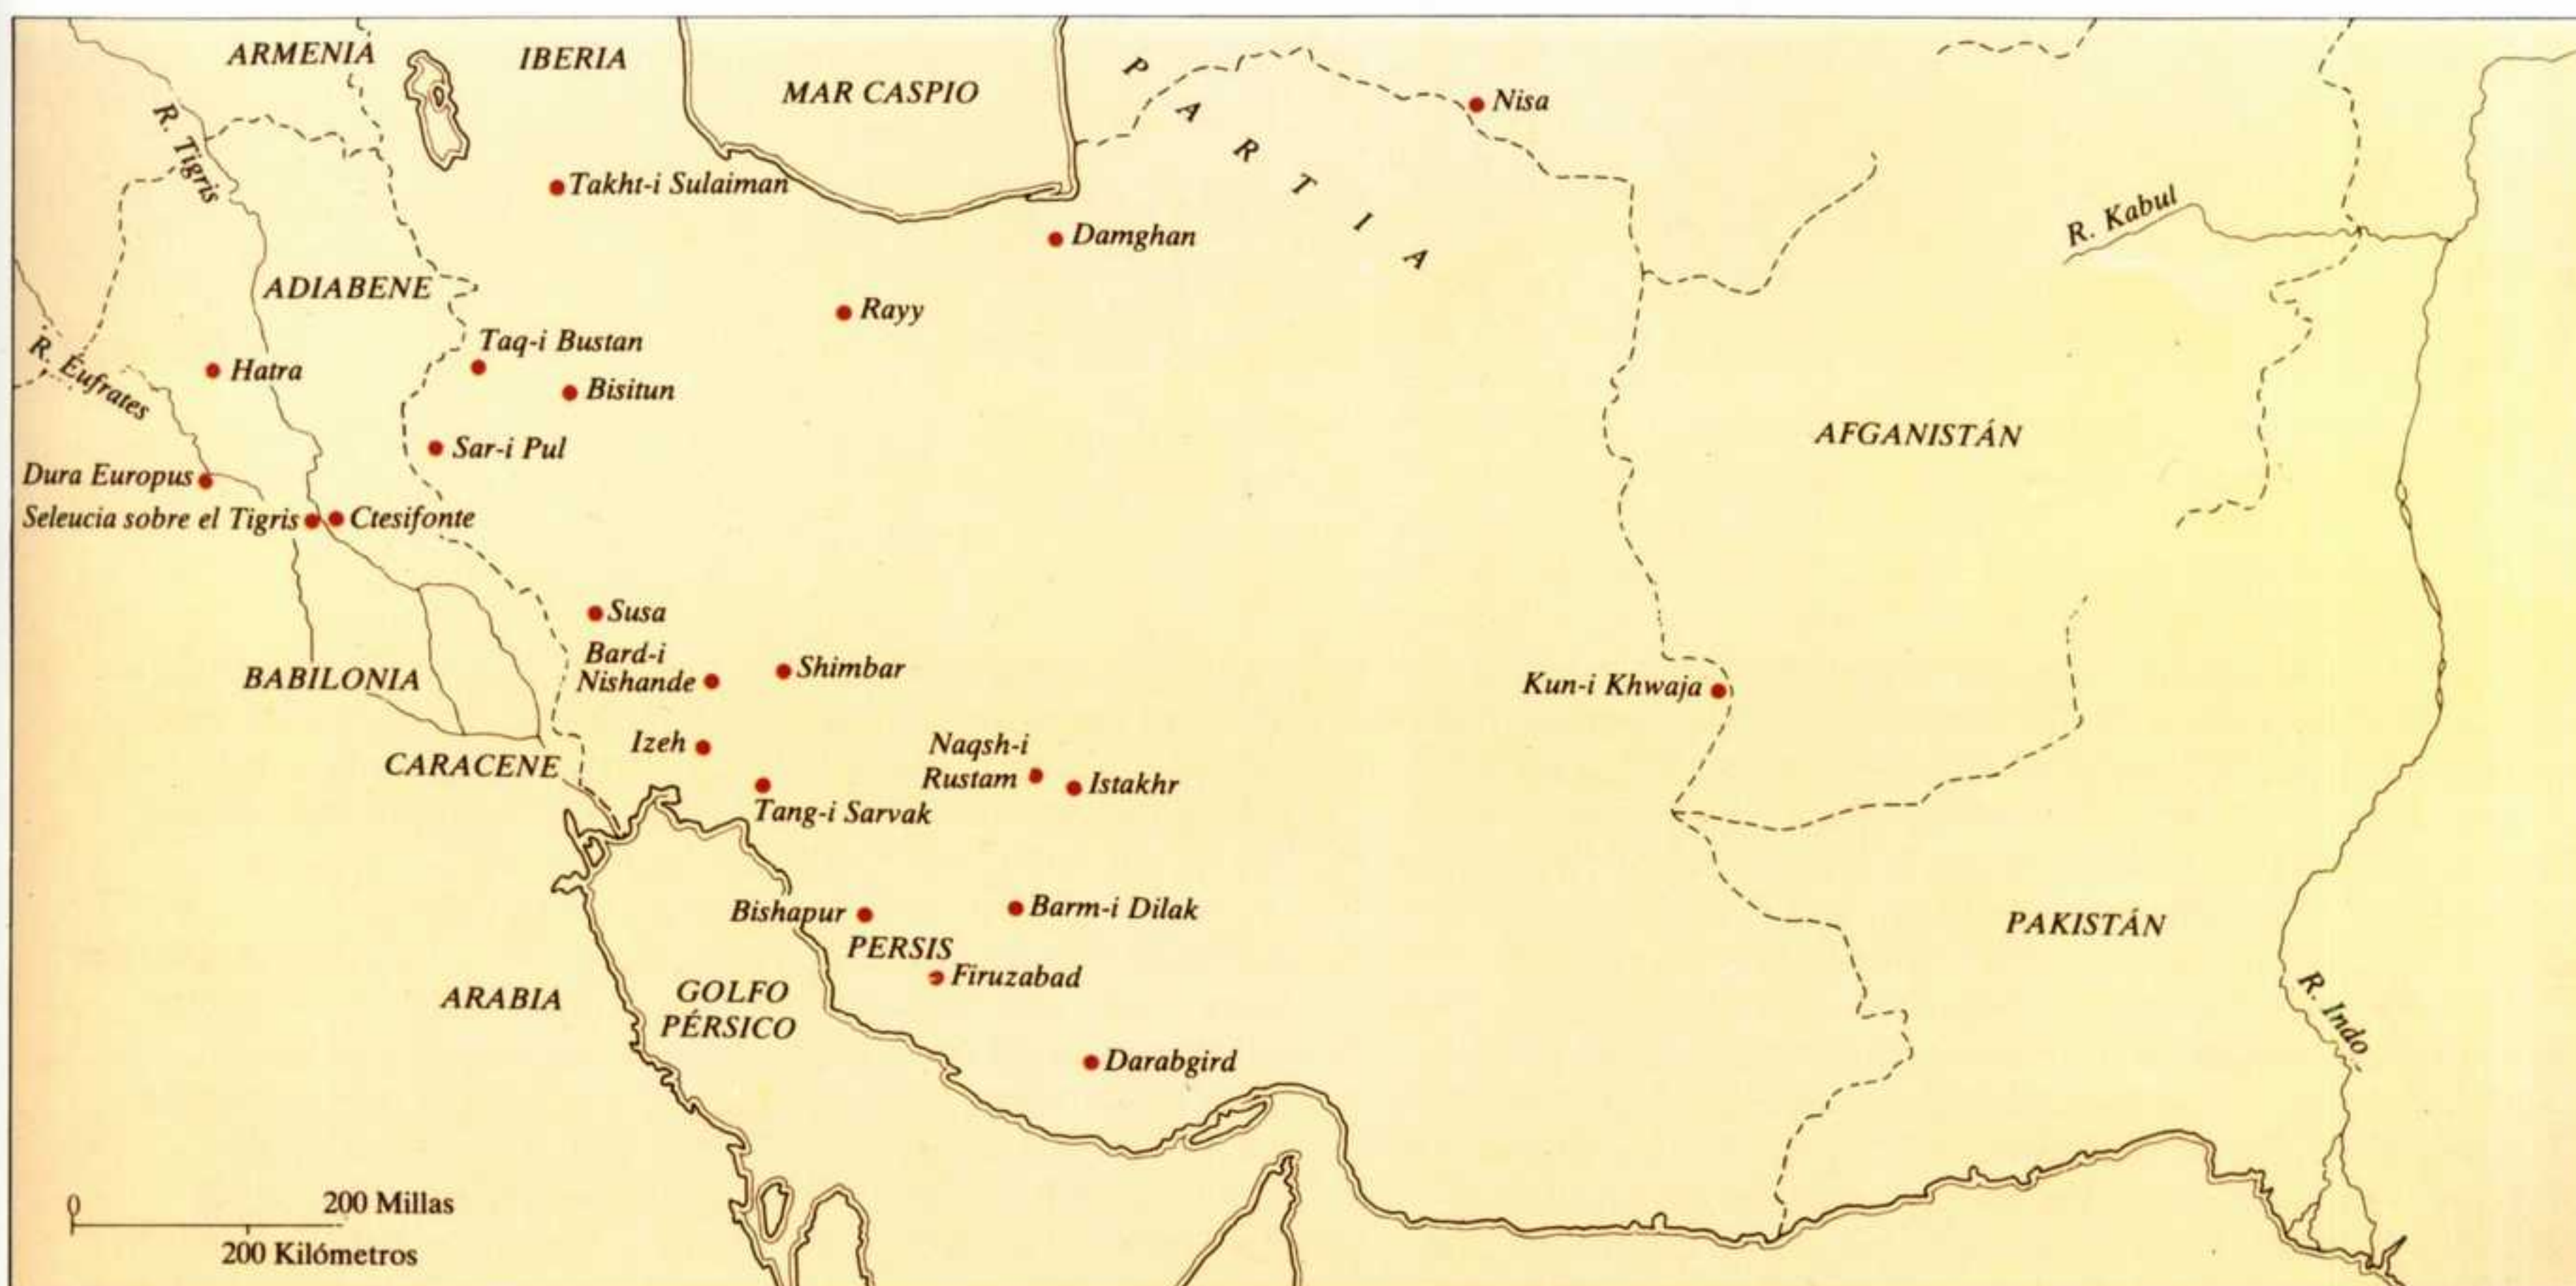 ARMENIA
IBERIA
MAR CASPIO
PARTIA
Nisa
R. Tigris
Takht-i Sulaiman
Damghan
R. Kabul
ADIABENE
Rayy
Taq-i Bustan
R. Éufrates
Hatra
Bisitun
AFGANISTÁN
Sar-i Pul
Dura Europus
Seleucia sobre el Tigris
Ctesifonte
Susa
Bard-i
Nishande
Shimbar
BABILONIA
Kun-i Khwaja
Izeh
Naqsh-i
Rustam
Istakhr
CARACENE
Tang-i Sarvak
Bishapur
Barm-i Dilak
PERSIS
PAKISTÁN
Firuzabad
ARABIA
GOLFO
PÉRSICO
R. Indo
Darabgird
0
200 Millas
200 Kilómetros